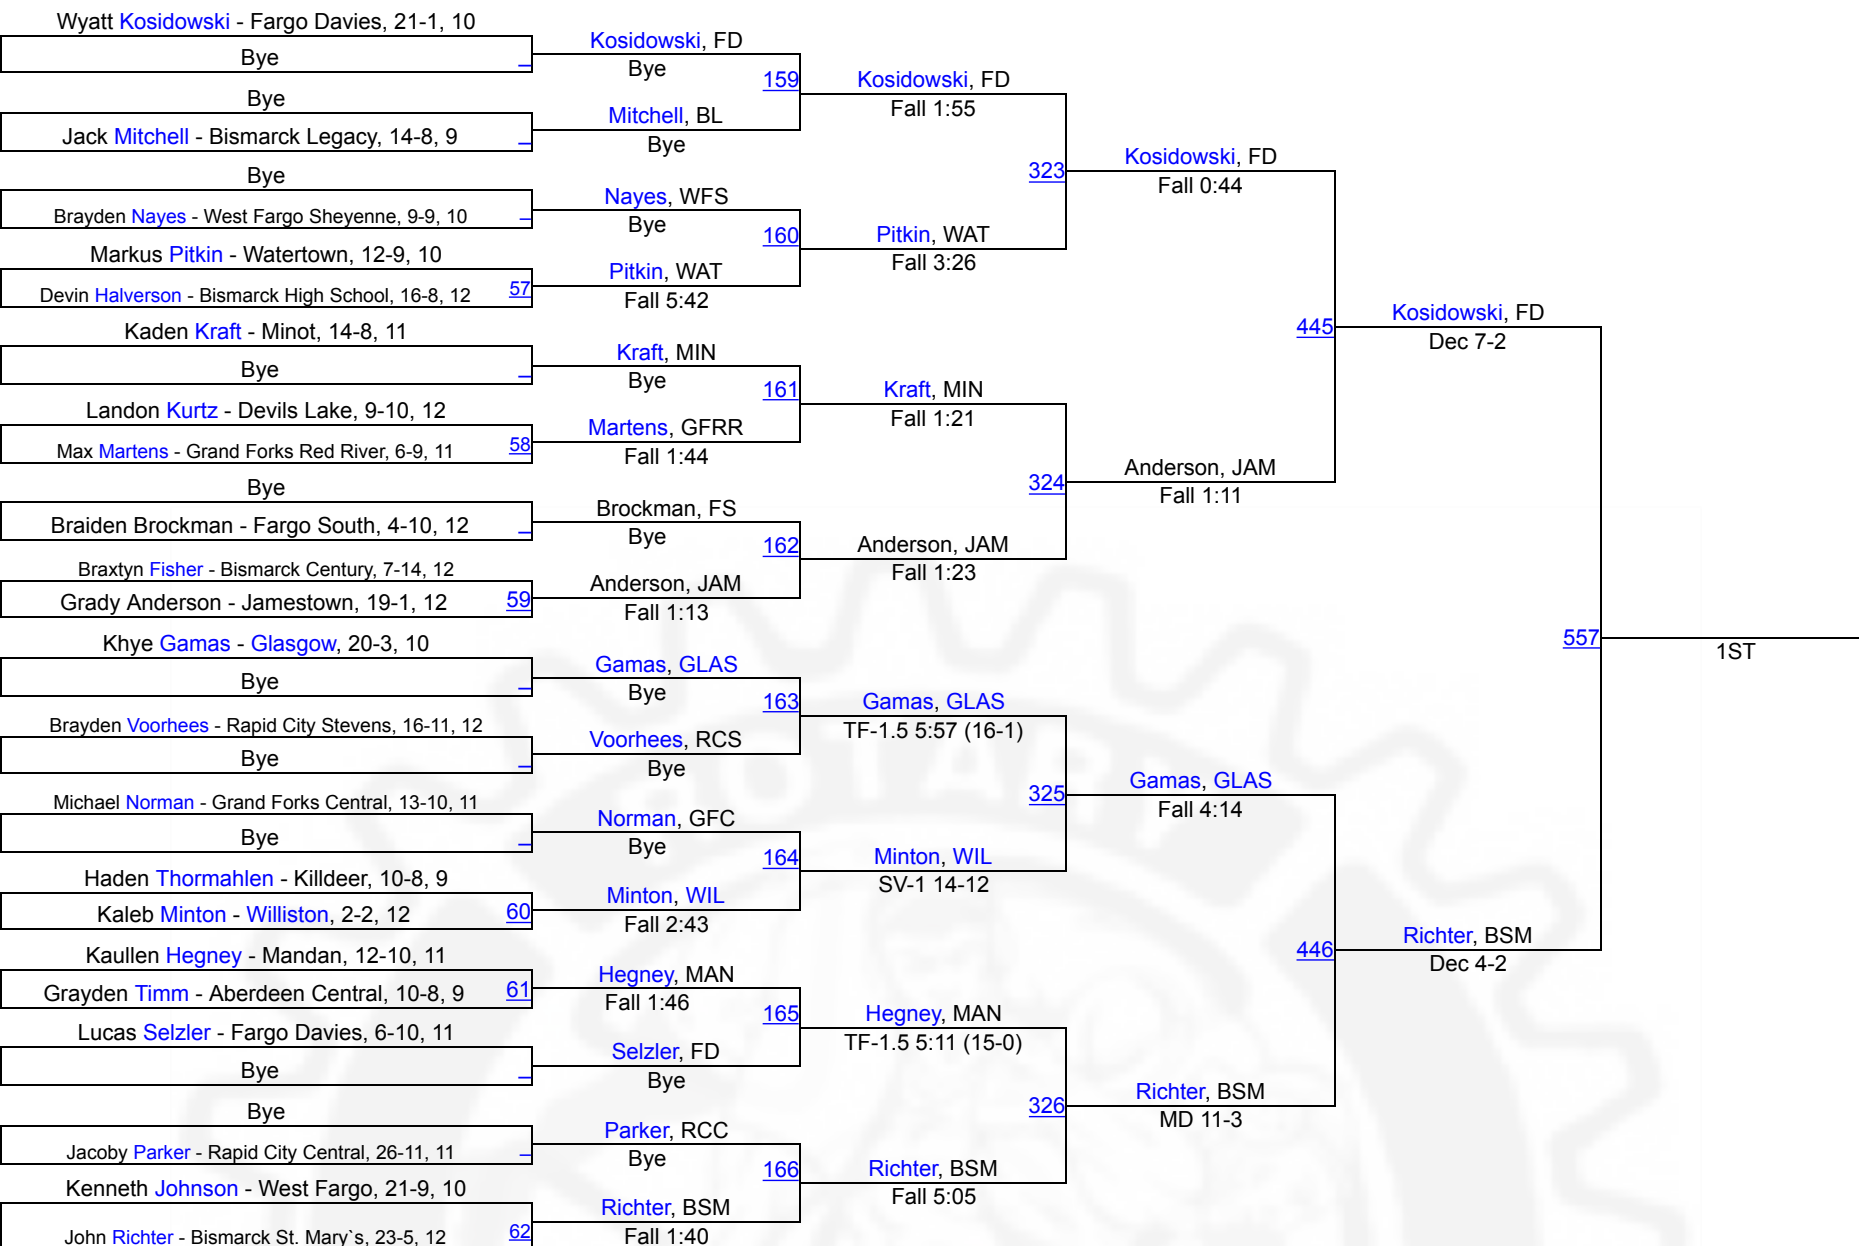 Wyatt Kosidowski - Fargo Davies, 21-1, 10
Bye
Bye
Jack Mitchell - Bismarck Legacy, 14-8, 9
Bye
Brayden Nayes - West Fargo Sheyenne, 9-9, 10
Markus Pitkin - Watertown, 12-9, 10
Devin Halverson - Bismarck High School, 16-8, 12
57
Kaden Kraft - Minot, 14-8, 11
Bye
Landon Kurtz - Devils Lake, 9-10, 12
Max Martens - Grand Forks Red River, 6-9, 11
58
Bye
Braiden Brockman - Fargo South, 4-10, 12
Braxtyn Fisher - Bismarck Century, 7-14, 12
Grady Anderson - Jamestown, 19-1, 12
59
Khye Gamas - Glasgow, 20-3, 10
Bye
Brayden Voorhees - Rapid City Stevens, 16-11, 12
Bye
Michael Norman - Grand Forks Central, 13-10, 11
Bye
Haden Thormahlen - Killdeer, 10-8, 9
Kaleb Minton - Williston, 2-2, 12
60
Kaullen Hegney - Mandan, 12-10, 11
Grayden Timm - Aberdeen Central, 10-8, 9
61
Lucas Selzler - Fargo Davies, 6-10, 11
Bye
Bye
Jacoby Parker - Rapid City Central, 26-11, 11
Kenneth Johnson - West Fargo, 21-9, 10
John Richter - Bismarck St. Mary`s, 23-5, 12
62
Kosidowski, FD
Bye
159
Mitchell, BL
Bye
Nayes, WFS
Bye
160
Pitkin, WAT
Fall 5:42
Kraft, MIN
Bye
161
Martens, GFRR
Fall 1:44
Brockman, FS
Bye
162
Anderson, JAM
Fall 1:13
Gamas, GLAS
Bye
163
Voorhees, RCS
Bye
Norman, GFC
Bye
164
Minton, WIL
Fall 2:43
Hegney, MAN
Fall 1:46
165
Selzler, FD
Bye
Parker, RCC
Bye
166
Richter, BSM
Fall 1:40
Kosidowski, FD
Fall 1:55
323
Pitkin, WAT
Fall 3:26
Kraft, MIN
Fall 1:21
324
Anderson, JAM
Fall 1:23
Gamas, GLAS
TF-1.5 5:57 (16-1)
325
Minton, WIL
SV-1 14-12
Hegney, MAN
TF-1.5 5:11 (15-0)
326
Richter, BSM
Fall 5:05
Kosidowski, FD
Fall 0:44
445
Anderson, JAM
Fall 1:11
Gamas, GLAS
Fall 4:14
446
Richter, BSM
MD 11-3
Kosidowski, FD
Dec 7-2
557
Richter, BSM
Dec 4-2
1ST
ROTARY